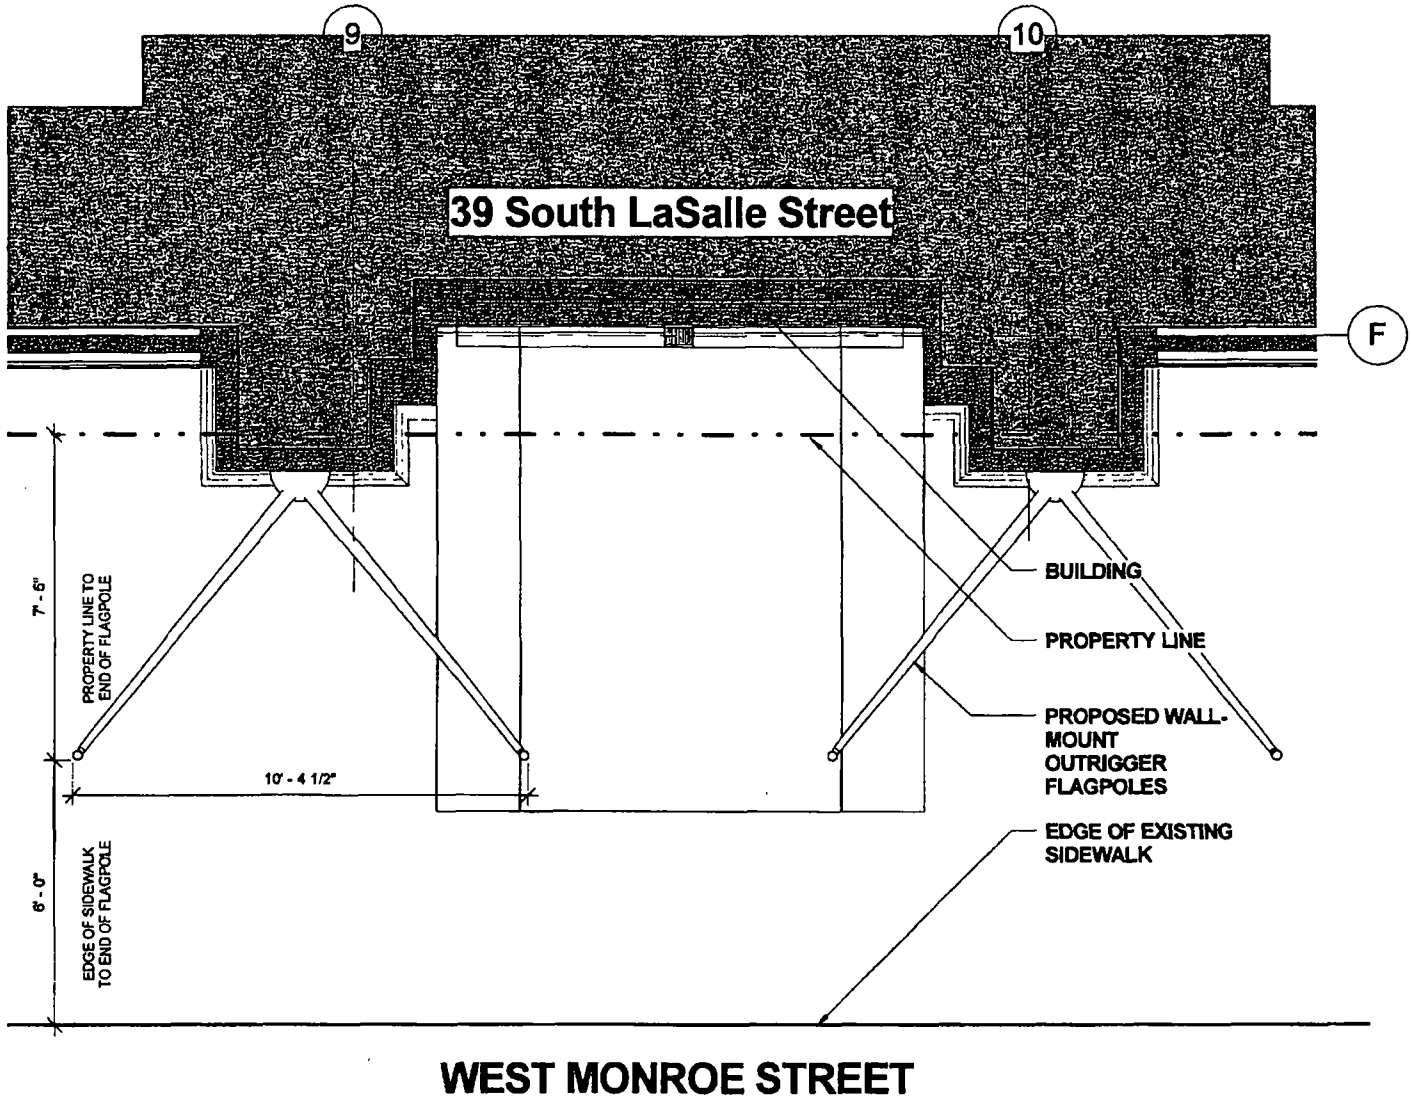 9
10
39 South LaSalle Street
F
BUILDING
PROPERTY LINE
PROPOSED WALL-
MOUNT
OUTRIGGER
FLAGPOLES
EDGE OF EXISTING
SIDEWALK
7' - 6"
PROPERTY LINE TO
END OF FLAGPOLE
10' - 4 1/2"
6' - 0"
EDGE OF SIDEWALK
TO END OF FLAGPOLE
WEST MONROE STREET